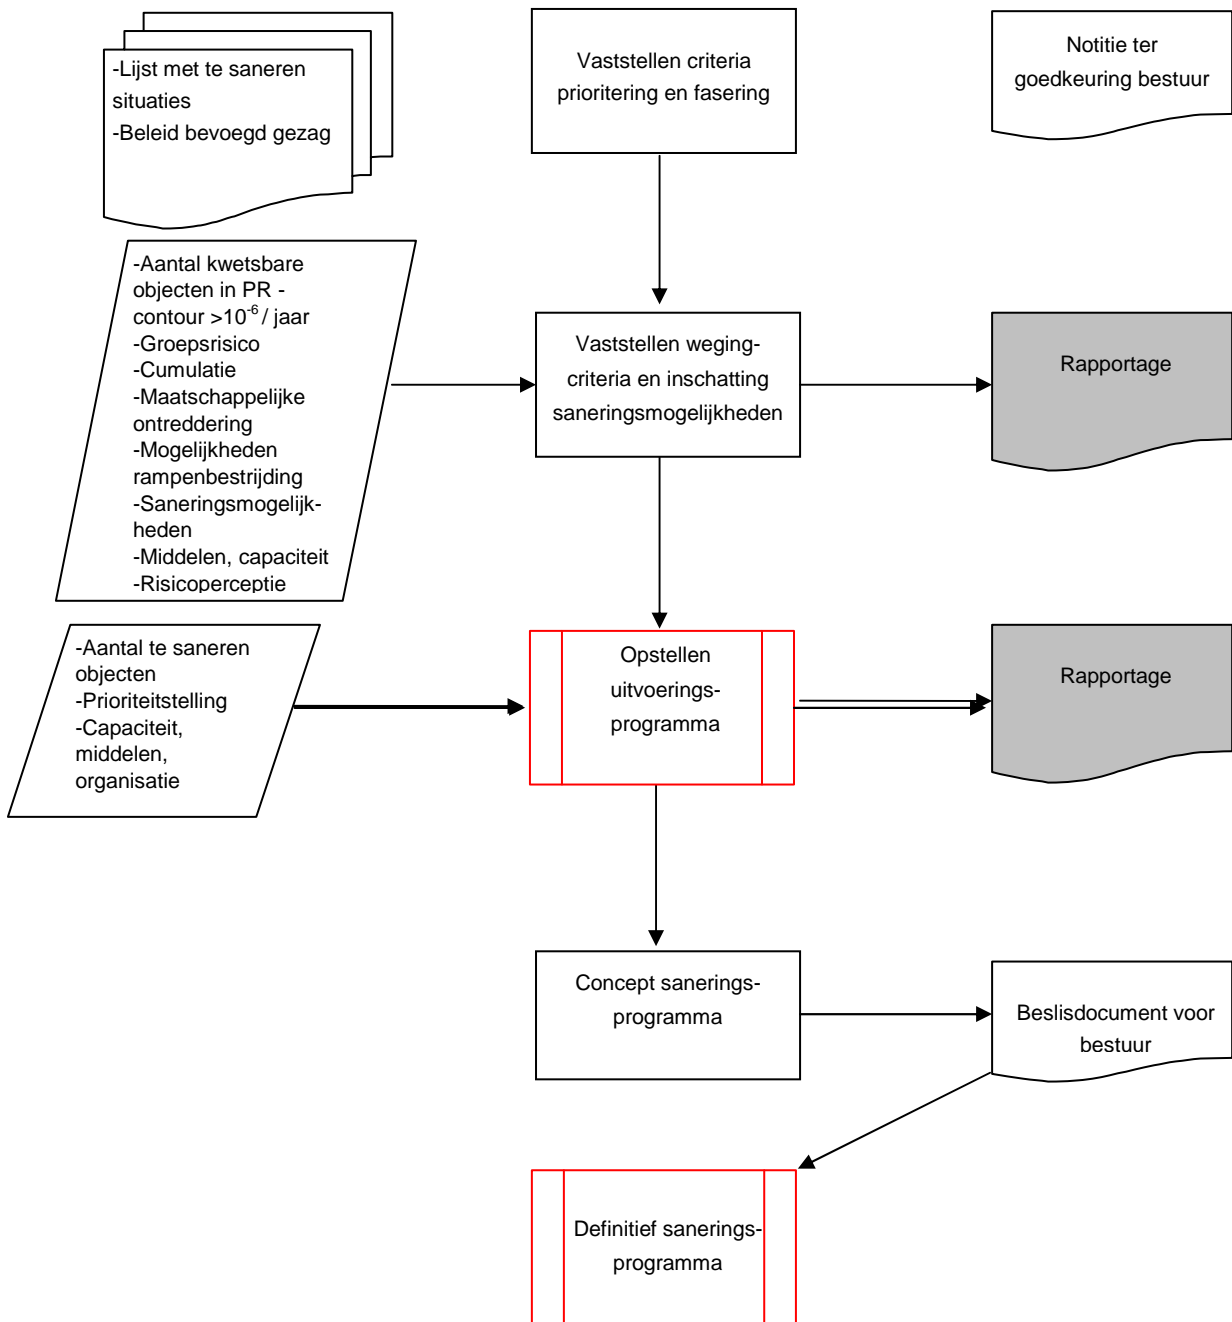 -Lijst met te saneren
situaties
-Beleid bevoegd gezag
Vaststellen criteria
prioritering en fasering
Notitie ter
goedkeuring bestuur
-Aantal kwetsbare
objecten in PR -
contour >10⁻⁶ / jaar
-Groepsrisico
-Cumulatie
-Maatschappelijke
ontreddering
-Mogelijkheden
rampenbestrijding
-Saneringsmogelijk-
heden
-Middelen, capaciteit
-Risicoperceptie
Vaststellen weging-
criteria en inschatting
saneringsmogelijkheden
Rapportage
-Aantal te saneren
objecten
-Prioriteitstelling
-Capaciteit,
middelen,
organisatie
Opstellen
uitvoerings-
programma
Rapportage
Concept sanerings-
programma
Beslisdocument voor
bestuur
Definitief sanerings-
programma